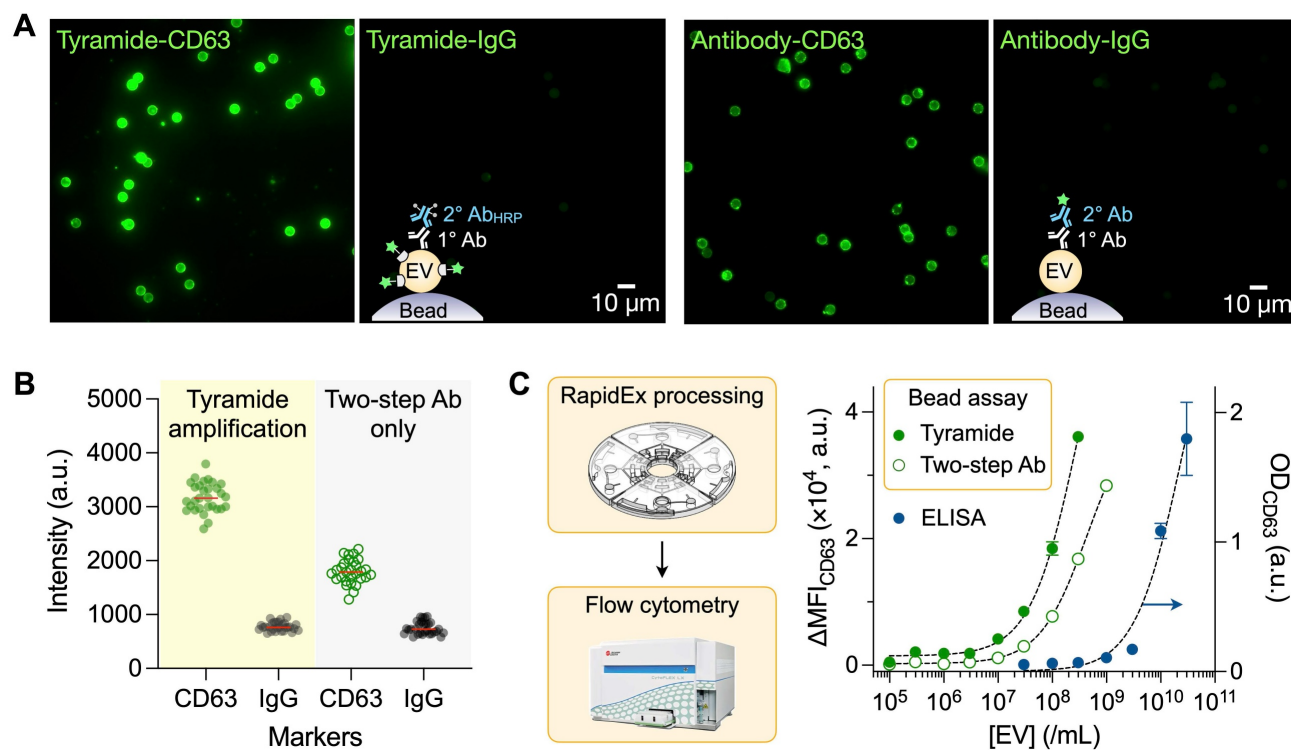 A
Tyramide-CD63
Tyramide-IgG
2° AbHRP
1° Ab
EV
Bead
10 µm
Antibody-CD63
Antibody-IgG
2° Ab
1° Ab
EV
Bead
10 µm
B
Intensity (a.u.)
5000
4000
3000
2000
1000
0
Tyramide
amplification
Two-step Ab
only
CD63
IgG
CD63
IgG
Markers
C
RapidEx processing
Flow cytometry
ΔMFICD63 (×10⁴, a.u.)
4
2
0
Bead assay
Tyramide
Two-step Ab
ELISA
2
1
0
ODCD63 (a.u.)
10⁵
10⁶
10⁷
10⁸
10⁹
10¹⁰
10¹¹
[EV] (/mL)